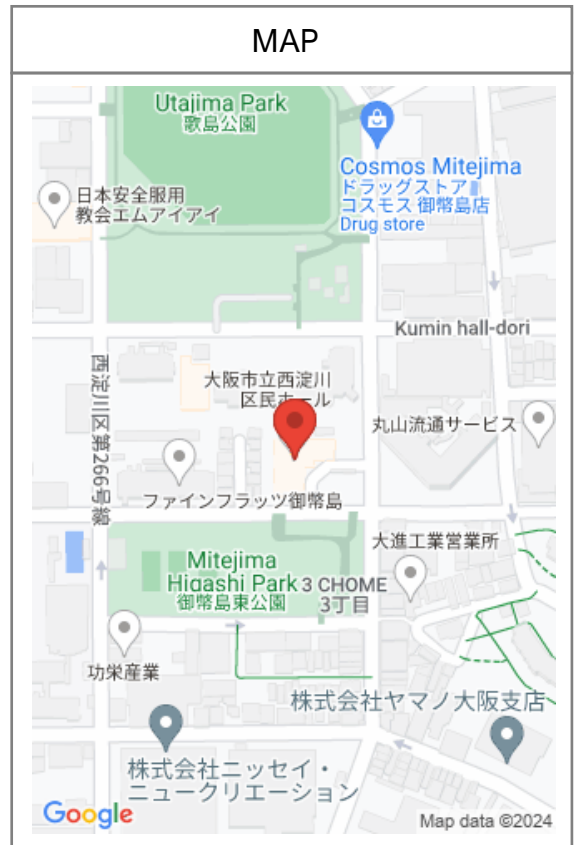 MAP
Utajima Park
歌島公園
Cosmos Mitejima
ドラッグストア
コスモス 御幣島店
Drug store
日本安全服用
教会エムアイアイ
Kumin hall-dori
西淀川区第266号線
大阪市立西淀川
区民ホール
丸山流通サービス
ファインフラッツ御幣島
大進工業営業所
Mitejima
Higashi Park
御幣島東公園
3 CHOME
3丁目
功栄産業
株式会社ヤマノ大阪支店
株式会社ニッセイ・
ニュークリエーション
Google
Map data ©2024